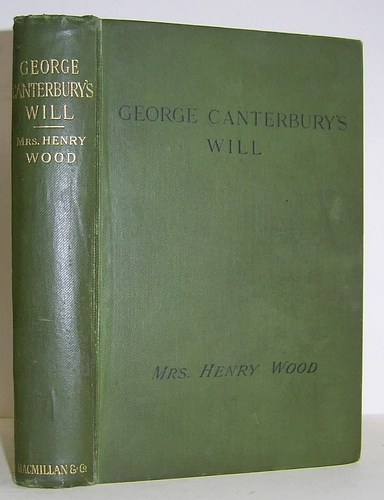 GEORGE
CANTERBURY'S
WILL
MRS. HENRY
WOOD
MACMILLAN & Co
GEORGE CANTERBURY'S
WILL
MRS. HENRY WOOD